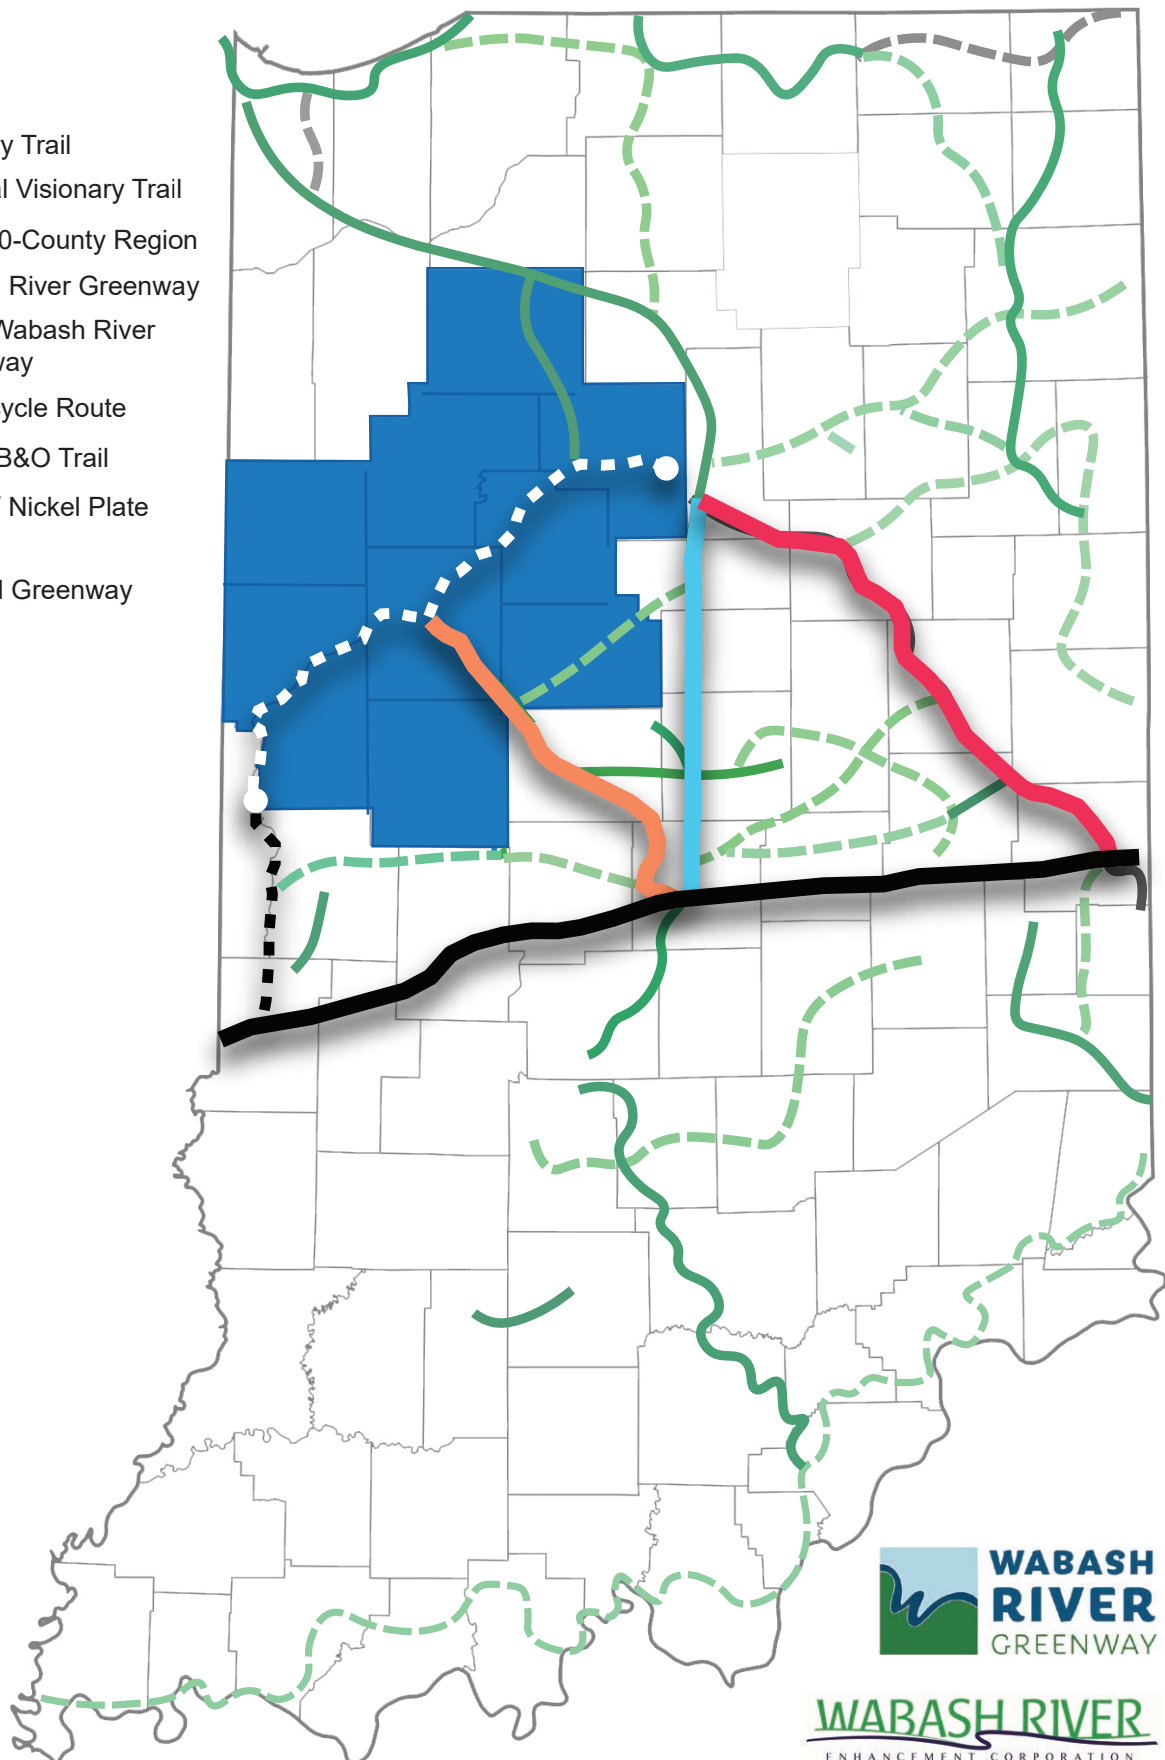 y Trail
l Visionary Trail
0-County Region
River Greenway
Wabash River
way
ycle Route
B&O Trail
/ Nickel Plate
l Greenway
WABASH
RIVER
GREENWAY
WABASH RIVER
ENHANCEMENT CORPORATION